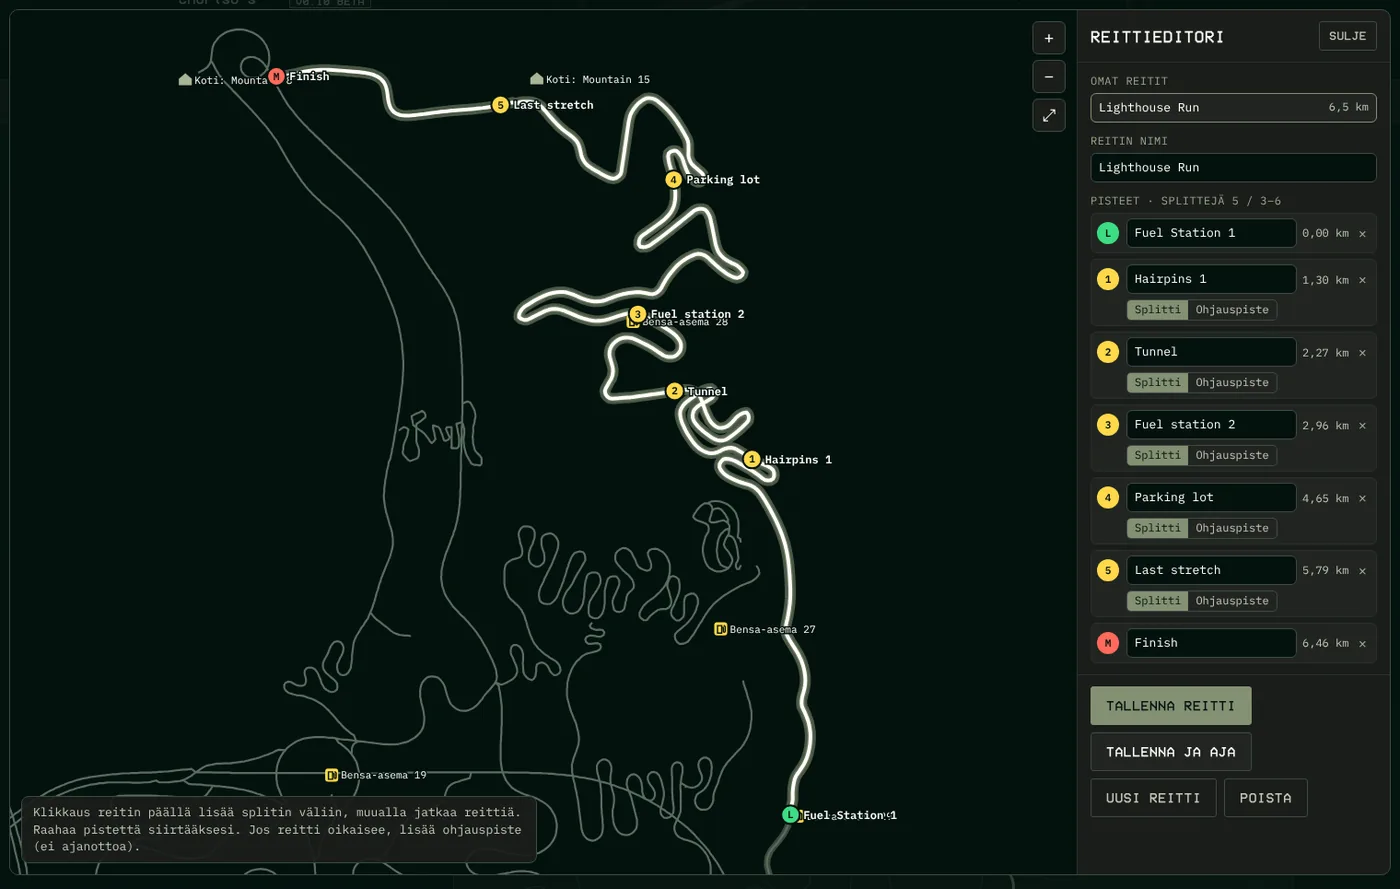 V0.10 BETA
+
REITTIEDITORI
SULJE
Koti: Mounta
M
Finish
Koti: Mountain 15
−
OMAT REITIT
5
Last stretch
Lighthouse Run
6,5 km
REITIN NIMI
Lighthouse Run
4
Parking lot
PISTEET · SPLITTEJÄ 5 / 3–6
L
Fuel Station 1
0,00 km ×
1
Hairpins 1
1,30 km ×
Splitti
Ohjauspiste
3
Fuel station 2
Bensa-asema 28
2
Tunnel
2,27 km ×
Splitti
Ohjauspiste
2
Tunnel
3
Fuel station 2
2,96 km ×
Splitti
Ohjauspiste
1
Hairpins 1
4
Parking lot
4,65 km ×
Splitti
Ohjauspiste
5
Last stretch
5,79 km ×
Splitti
Ohjauspiste
Bensa-asema 27
M
Finish
6,46 km ×
TALLENNA REITTI
TALLENNA JA AJA
Bensa-asema 19
UUSI REITTI
POISTA
Klikkaus reitin päällä lisää splitin väliin, muualla jatkaa reittiä.
Raahaa pistettä siirtääksesi. Jos reitti oikaisee, lisää ohjauspiste
(ei ajanottoa).
L
Fuel Station 1